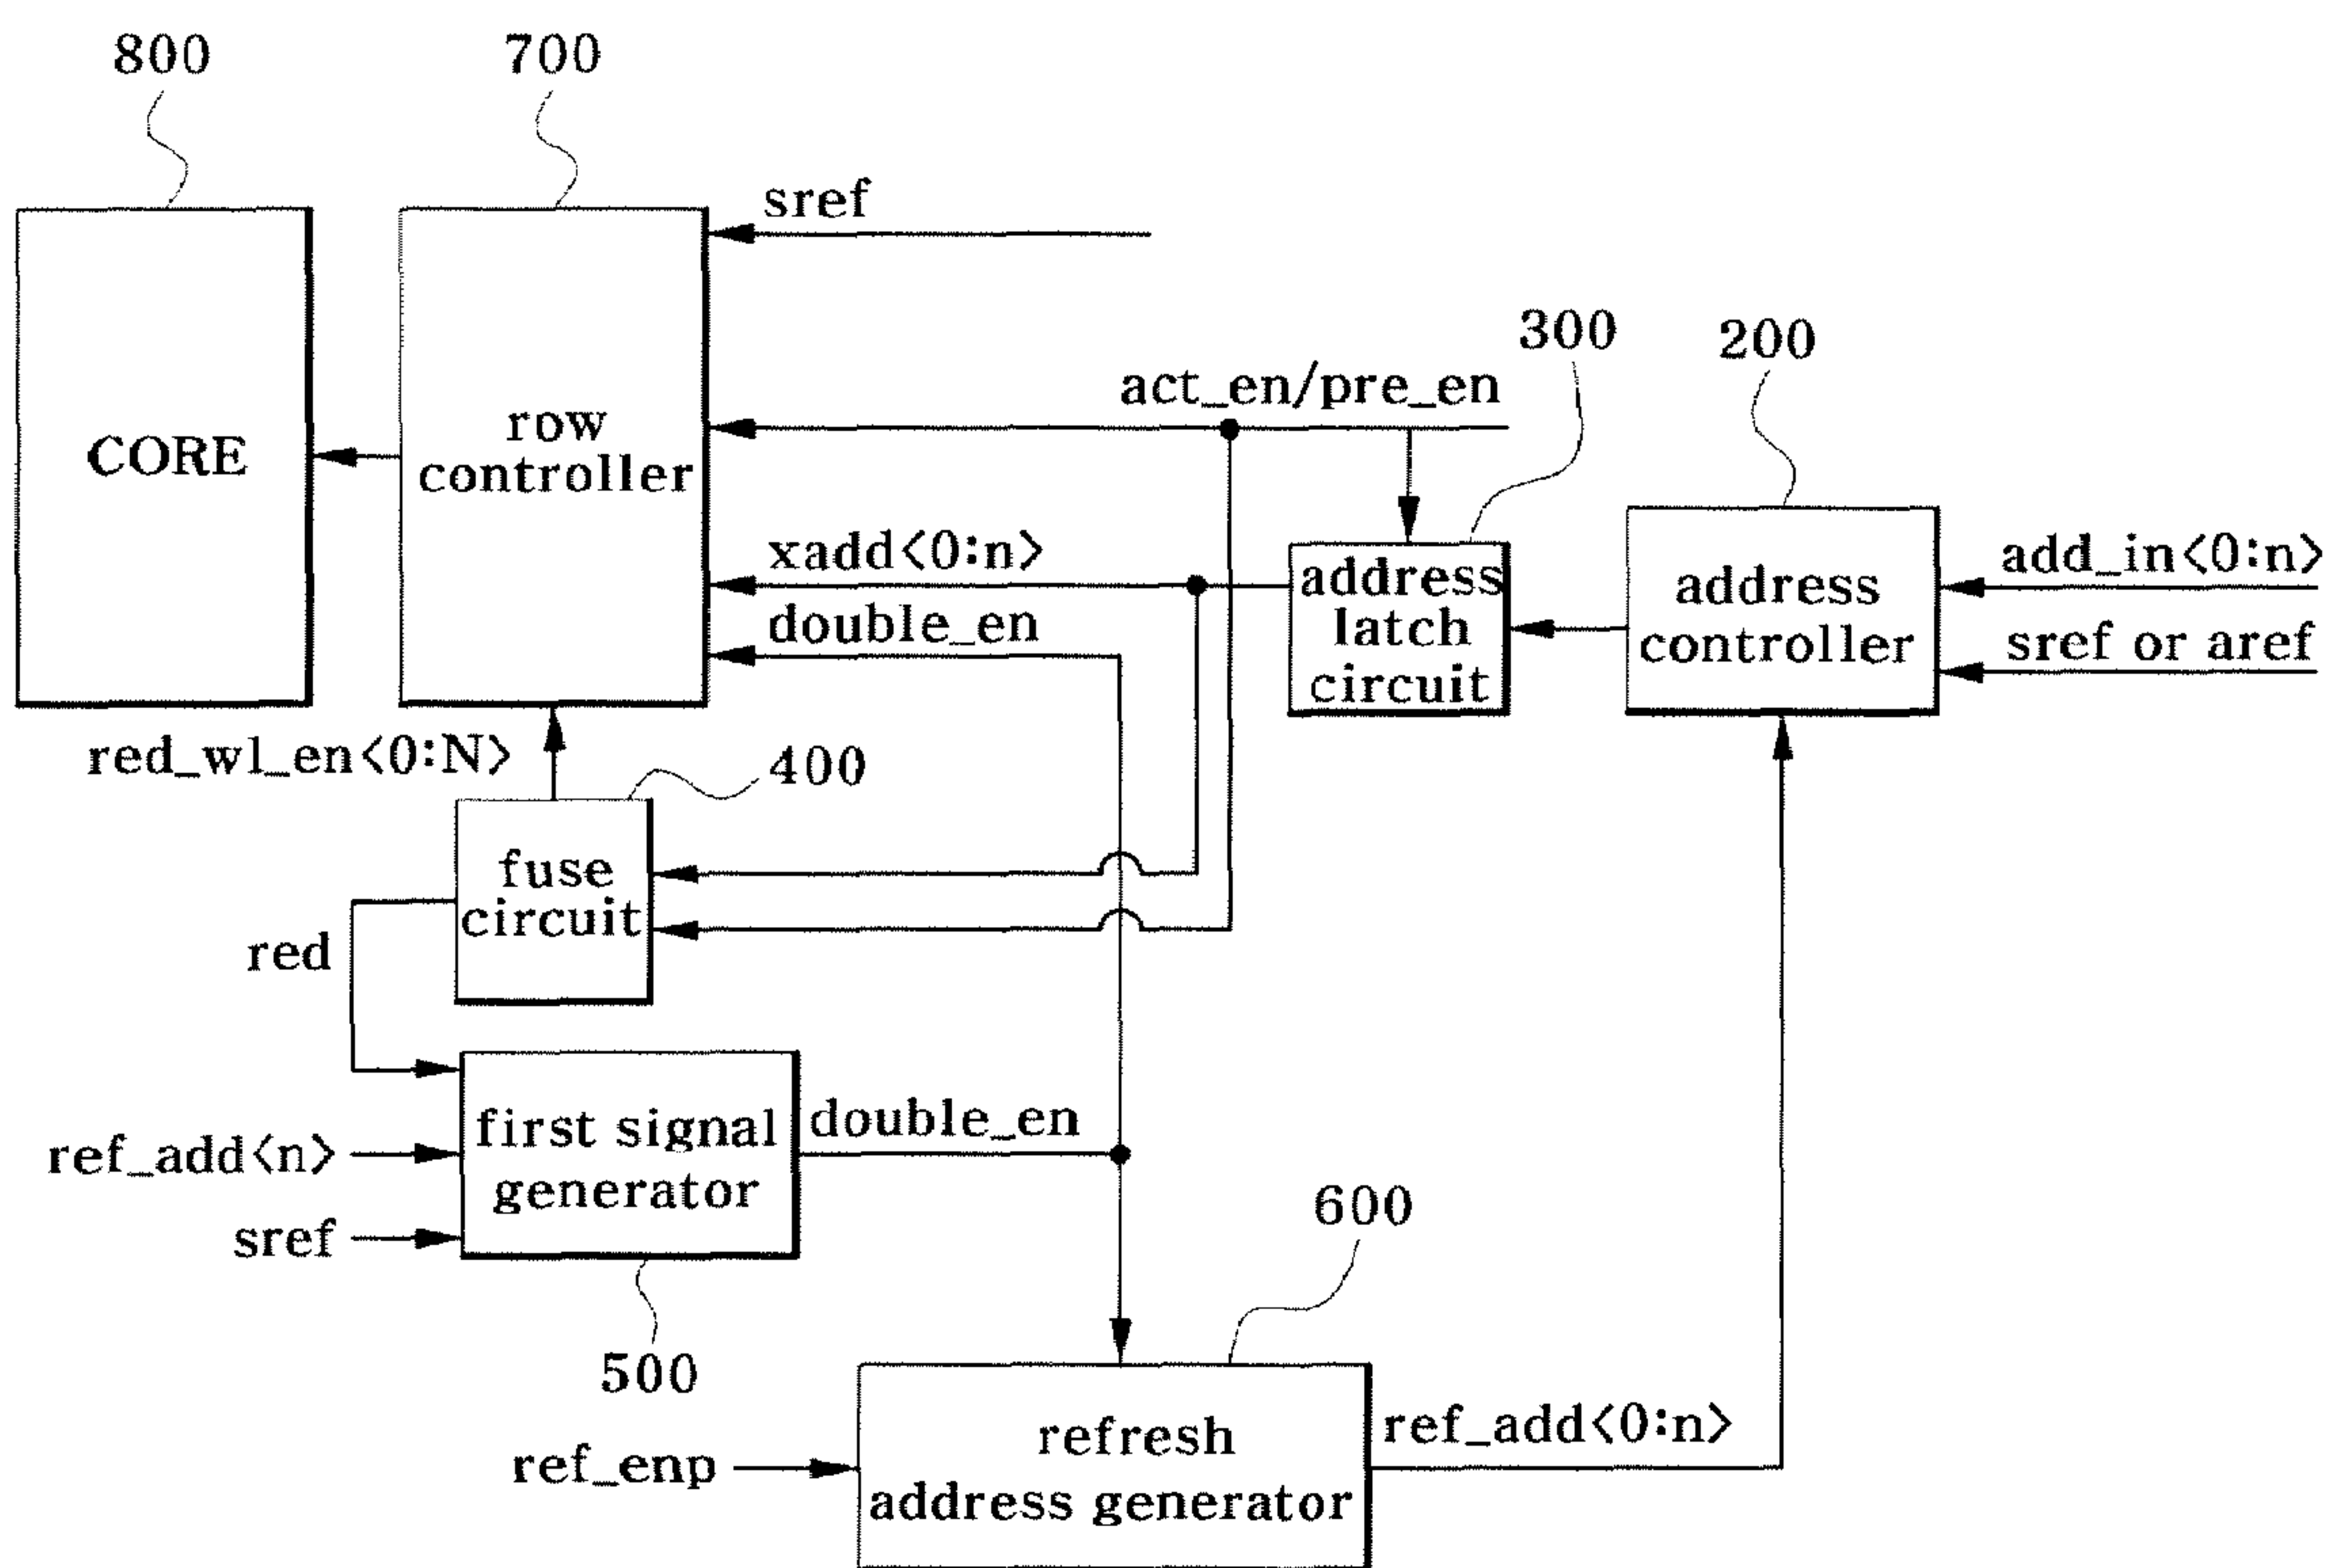 800
700
sref
300
200
act_en/pre_en
CORE
row
controller
xadd<0:n>
double_en
address
latch
circuit
address
controller
add_in<0:n>
sref or aref
red_wl_en<0:N>
400
fuse
circuit
red
first signal
generator
double_en
ref_add<n>
sref
500
600
refresh
address generator
ref_enp
ref_add<0:n>